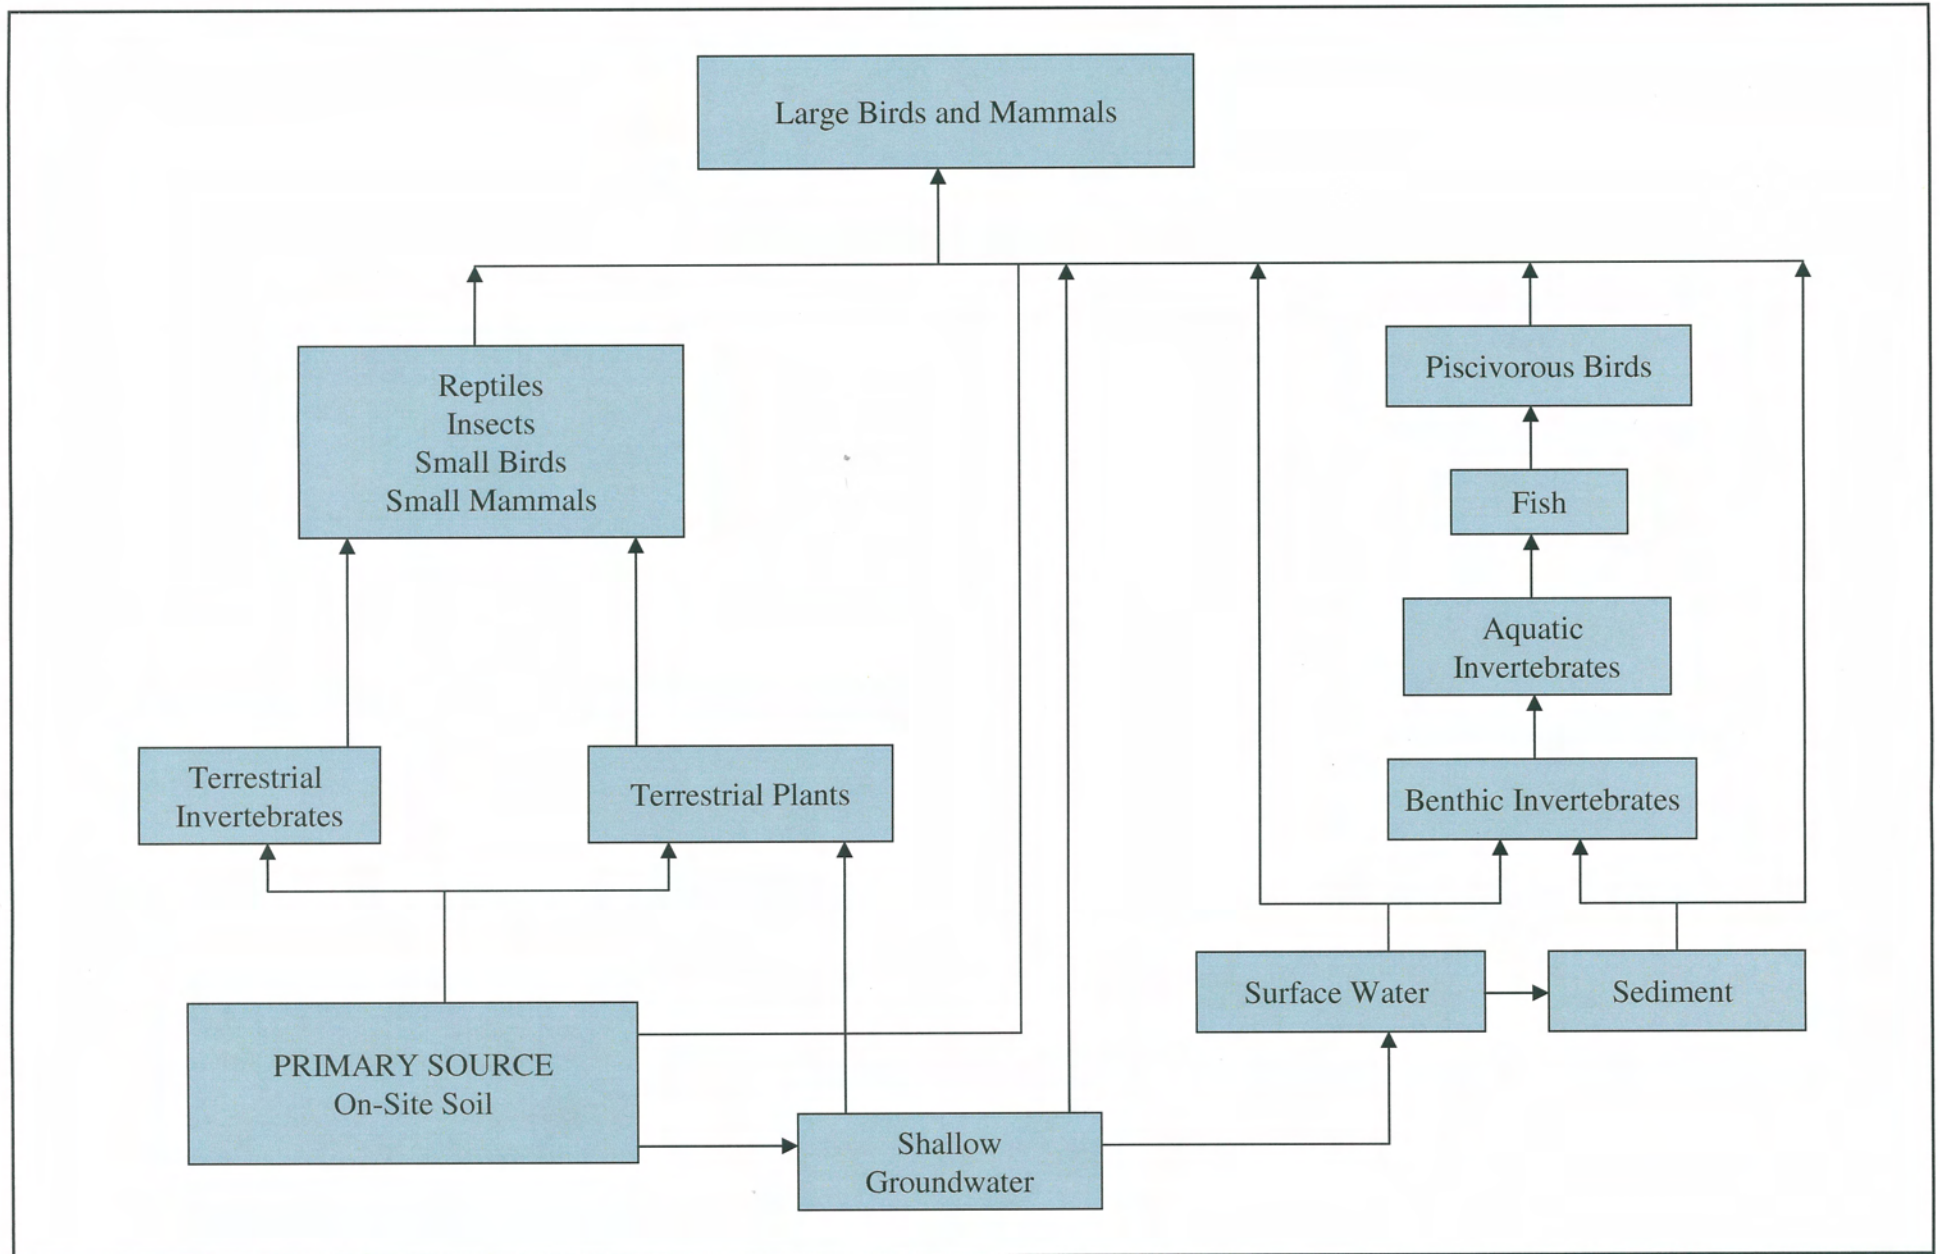 Large Birds and Mammals
Reptiles
Insects
Small Birds
Small Mammals
Piscivorous Birds
Fish
Aquatic
Invertebrates
Terrestrial
Invertebrates
Terrestrial Plants
Benthic Invertebrates
Surface Water
Sediment
PRIMARY SOURCE
On-Site Soil
Shallow
Groundwater